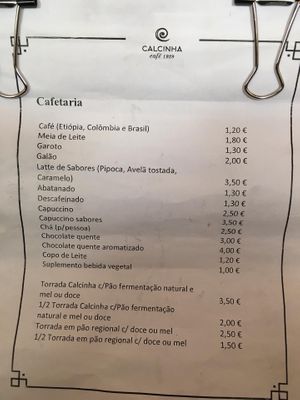 CALCINHA
café 1929
Cafetaria
Café (Etiópia, Colômbia e Brasil) 1,20 €
Meia de Leite 1,80 €
Garoto 1,30 €
Galão 2,00 €
Latte de Sabores (Pipoca, Avelã tostada,
Caramelo) 3,50 €
Abatanado 1,30 €
Descafeinado 1,30 €
Capuccino 2,50 €
Capuccino sabores 3,50 €
Chá (p/pessoa) 2,50 €
Chocolate quente 3,00 €
Chocolate quente aromatizado 4,00 €
Copo de Leite 1,20 €
Suplemento bebida vegetal 1,00 €
Torrada Calcinha c/Pão fermentação natural e
mel ou doce 3,50 €
1/2 Torrada Calcinha c/Pão fermentação
natural e mel ou doce 2,00 €
Torrada em pão regional c/ doce ou mel 2,50 €
1/2 Torrada em pão regional c/ doce ou mel 1,50 €